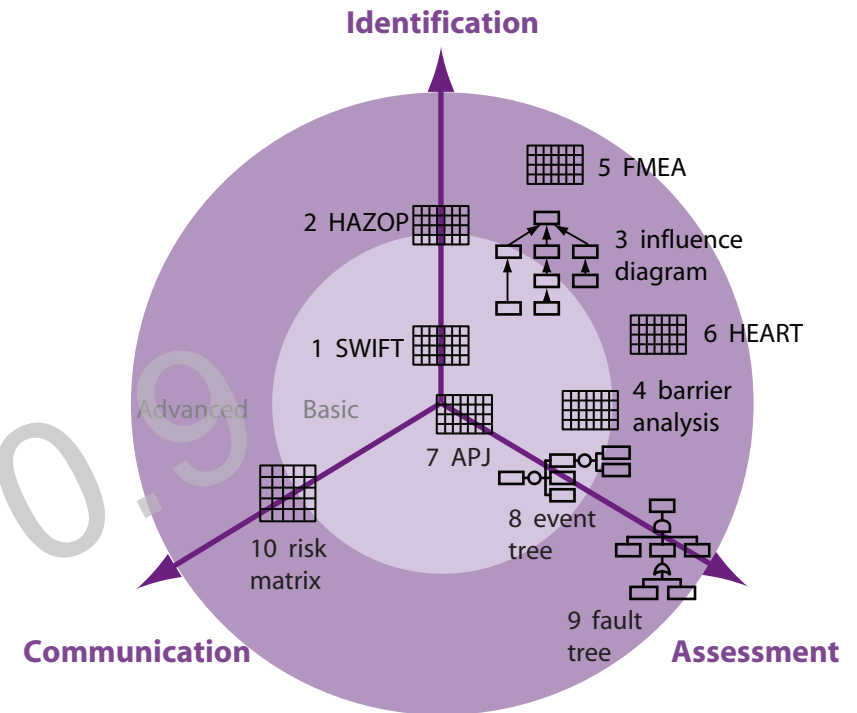 Identification
5 FMEA
2 HAZOP
3 influence
diagram
6 HEART
1 SWIFT
4 barrier
analysis
Advanced
Basic
7 APJ
0.9
8 event
tree
10 risk
matrix
9 fault
tree
Communication
Assessment